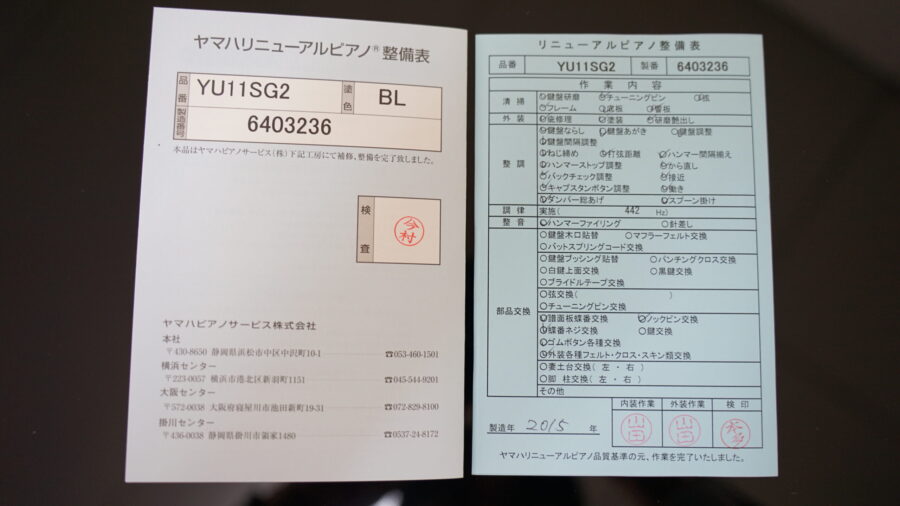 ヤマハリニューアルピアノ®整備表
品番 YU11SG2 塗色 BL
製造番号 6403236
本品はヤマハピアノサービス(株)下記工房にて補修、整備を完了致しました。
検査 今村
ヤマハピアノサービス株式会社
本社
〒430-8650 静岡県浜松市中区中沢町10-1 ☎053-460-1501
横浜センター
〒223-0057 横浜市港北区新羽町1151 ☎045-544-9201
大阪センター
〒572-0038 大阪府寝屋川市池田新町19-31 ☎072-829-8100
掛川センター
〒436-0038 静岡県掛川市領家1480 ☎0537-24-8172
リニューアルピアノ整備表
品番 YU11SG2 製番 6403236
作業内容
清掃 ○鍵盤研磨 ○チューニングピン ○弦
○フレーム ○底板 ○響板
外装 ○疵修理 ○塗装 ○研磨艶出し
整調 ○鍵盤ならし ○鍵盤あがき ○鍵盤調整
○鍵盤間隔調整
○ねじ締め ○打弦距離 ○ハンマー間隔揃え
○ハンマーストップ調整 ○から直し
○バックチェック調整 ○接近
○キャプスタンボタン調整 ○働き
○ダンパー総あげ ○スプーン掛け
調律 実施( 442 Hz)
整音 ○ハンマーファイリング ○針差し
部品交換 ○鍵盤木口貼替 ○マフラーフェルト交換
○バットスプリングコード交換
○鍵盤ブッシング貼替 ○パンチングクロス交換
○白鍵上面交換 ○黒鍵交換
○ブライドルテープ交換
○弦交換( )
○チューニングピン交換
○譜面板蝶番交換 ○ノックピン交換
○蝶番ネジ交換 ○鍵交換
○ゴムボタン各種交換
○外装各種フェルト・クロス・スキン類交換
○妻土台交換(左・右)
○脚 柱交換(左・右)
その他
内装作業 外装作業 検印
製造年 2015 年 山田 山田
ヤマハリニューアルピアノ品質基準の元、作業を完了いたしました。